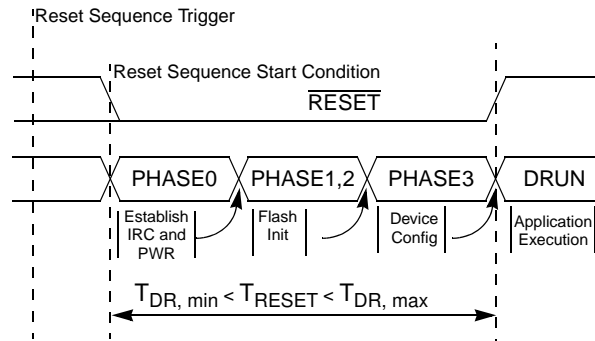 Reset Sequence Trigger
Reset Sequence Start Condition
RESET
PHASE0 PHASE1,2 PHASE3 DRUN
Establish IRC and PWR
Flash Init
Device Config
Application Execution
TDR, min < TRESET < TDR, max